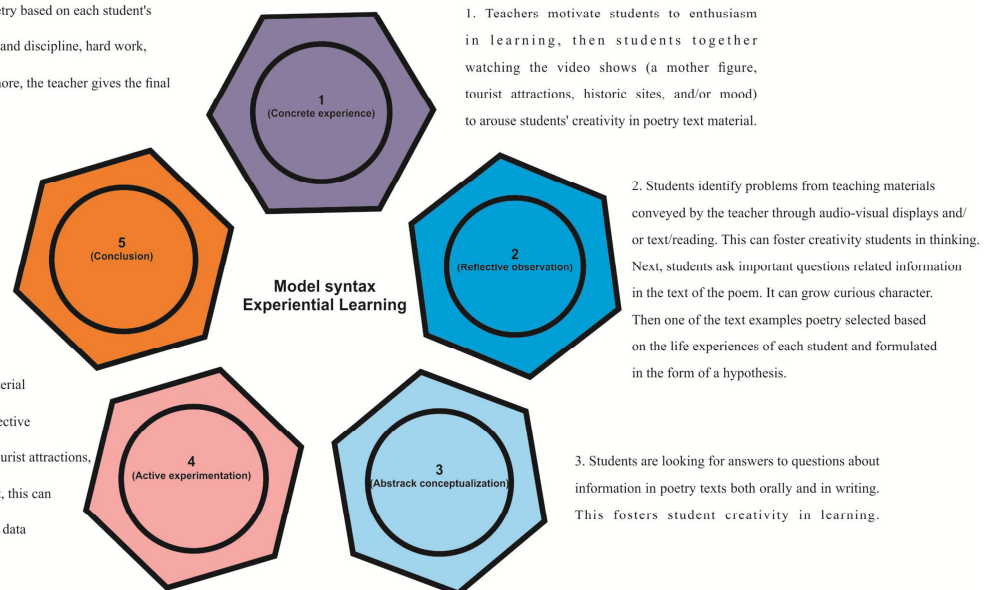 etry based on each student's
and discipline, hard work,
more, the teacher gives the final
1
(Concrete experience)
1. Teachers motivate students to enthusiasm
in learning, then students together
watching the video shows (a mother figure,
tourist attractions, historic sites, and/or mood)
to arouse students' creativity in poetry text material.
2
(Reflective observation)
2. Students identify problems from teaching materials
conveyed by the teacher through audio-visual displays and/
or text/reading. This can foster creativity students in thinking.
Next, students ask important questions related information
in the text of the poem. It can grow curious character.
Then one of the text examples poetry selected based
on the life experiences of each student and formulated
in the form of a hypothesis.
5
(Conclusion)
Model syntax
Experiential Learning
3
(Abstrack conceptualization)
3. Students are looking for answers to questions about
information in poetry texts both orally and in writing.
This fosters student creativity in learning.
4
(Active experimentation)
erial
ective
urist attractions,
, this can
data